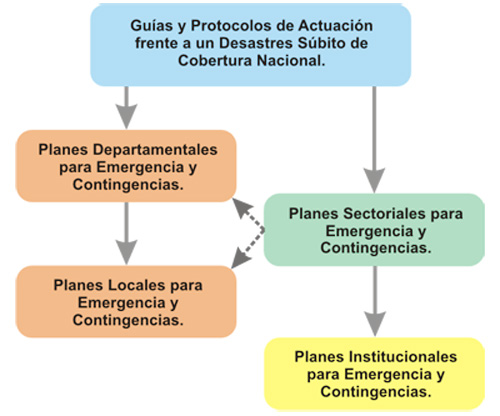 Guías y Protocolos de Actuación
frente a un Desastres Súbito de
Cobertura Nacional.
Planes Departamentales
para Emergencia y
Contingencias.
Planes Sectoriales para
Emergencia y
Contingencias.
Planes Locales para
Emergencia y
Contingencias.
Planes Institucionales
para Emergencia y
Contingencias.